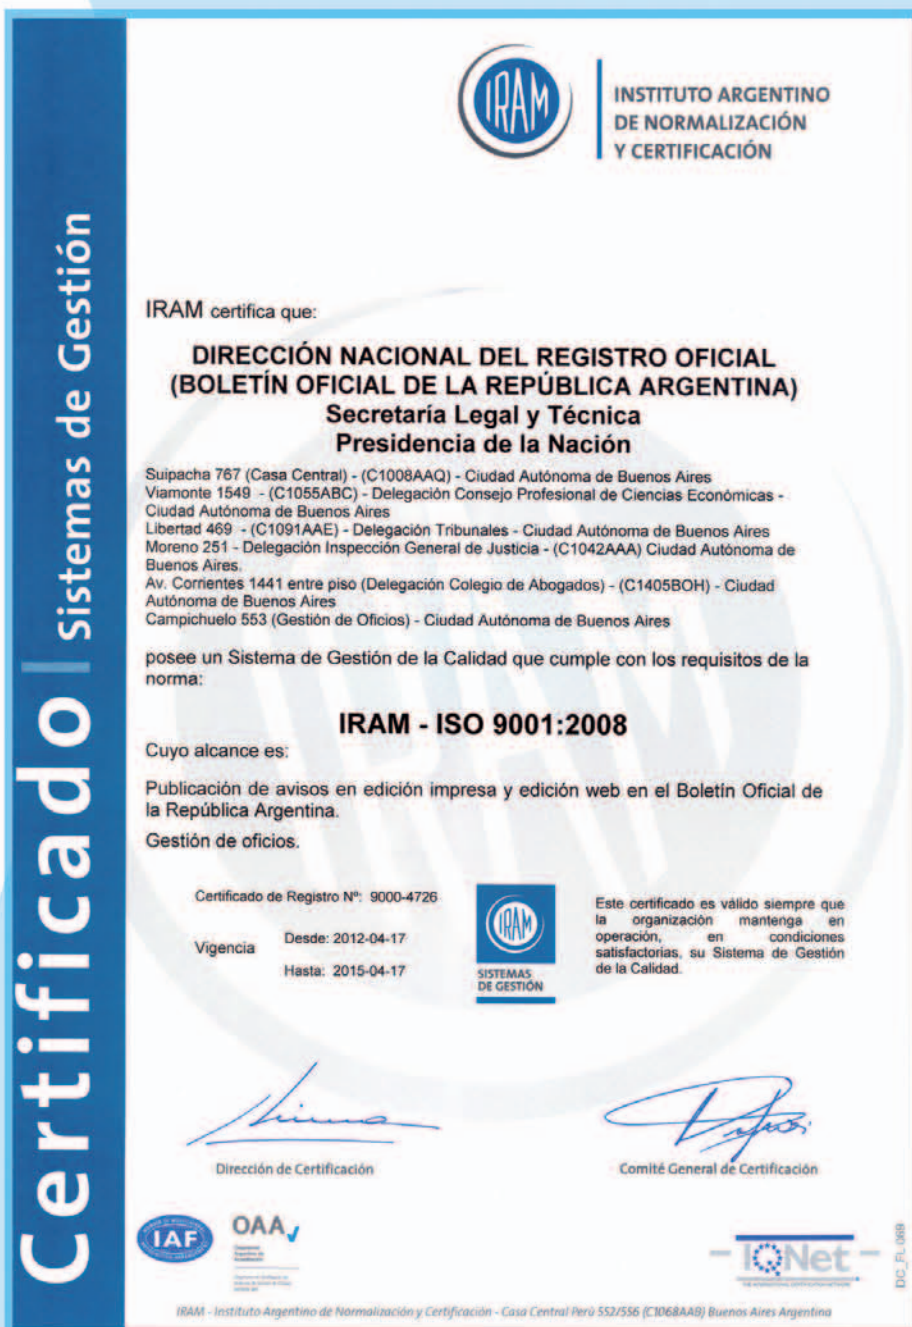 IRAM
INSTITUTO ARGENTINO
DE NORMALIZACIÓN
Y CERTIFICACIÓN
Certificado | Sistemas de Gestión
IRAM certifica que:
DIRECCIÓN NACIONAL DEL REGISTRO OFICIAL
(BOLETÍN OFICIAL DE LA REPÚBLICA ARGENTINA)
Secretaría Legal y Técnica
Presidencia de la Nación
Suipacha 767 (Casa Central) - (C1008AAQ) - Ciudad Autónoma de Buenos Aires
Viamonte 1549 - (C1055ABC) - Delegación Consejo Profesional de Ciencias Económicas -
Ciudad Autónoma de Buenos Aires
Libertad 469 - (C1091AAE) - Delegación Tribunales - Ciudad Autónoma de Buenos Aires
Moreno 251 - Delegación Inspección General de Justicia - (C1042AAA) Ciudad Autónoma de
Buenos Aires.
Av. Corrientes 1441 entre piso (Delegación Colegio de Abogados) - (C1405BOH) - Ciudad
Autónoma de Buenos Aires
Campichuelo 553 (Gestión de Oficios) - Ciudad Autónoma de Buenos Aires
posee un Sistema de Gestión de la Calidad que cumple con los requisitos de la
norma:
IRAM - ISO 9001:2008
Cuyo alcance es:
Publicación de avisos en edición impresa y edición web en el Boletín Oficial de
la República Argentina.
Gestión de oficios.
Certificado de Registro Nº: 9000-4726
Vigencia
Desde: 2012-04-17
Hasta: 2015-04-17
IRAM
SISTEMAS
DE GESTIÓN
Este certificado es válido siempre que
la organización mantenga en
operación, en condiciones
satisfactorias, su Sistema de Gestión
de la Calidad.
Dirección de Certificación
Comité General de Certificación
IAF
OAA
IQNet
THE INTERNATIONAL CERTIFICATION NETWORK
DC_FL 069
IRAM - Instituto Argentino de Normalización y Certificación - Casa Central Perú 552/556 (C1068AAB) Buenos Aires Argentina